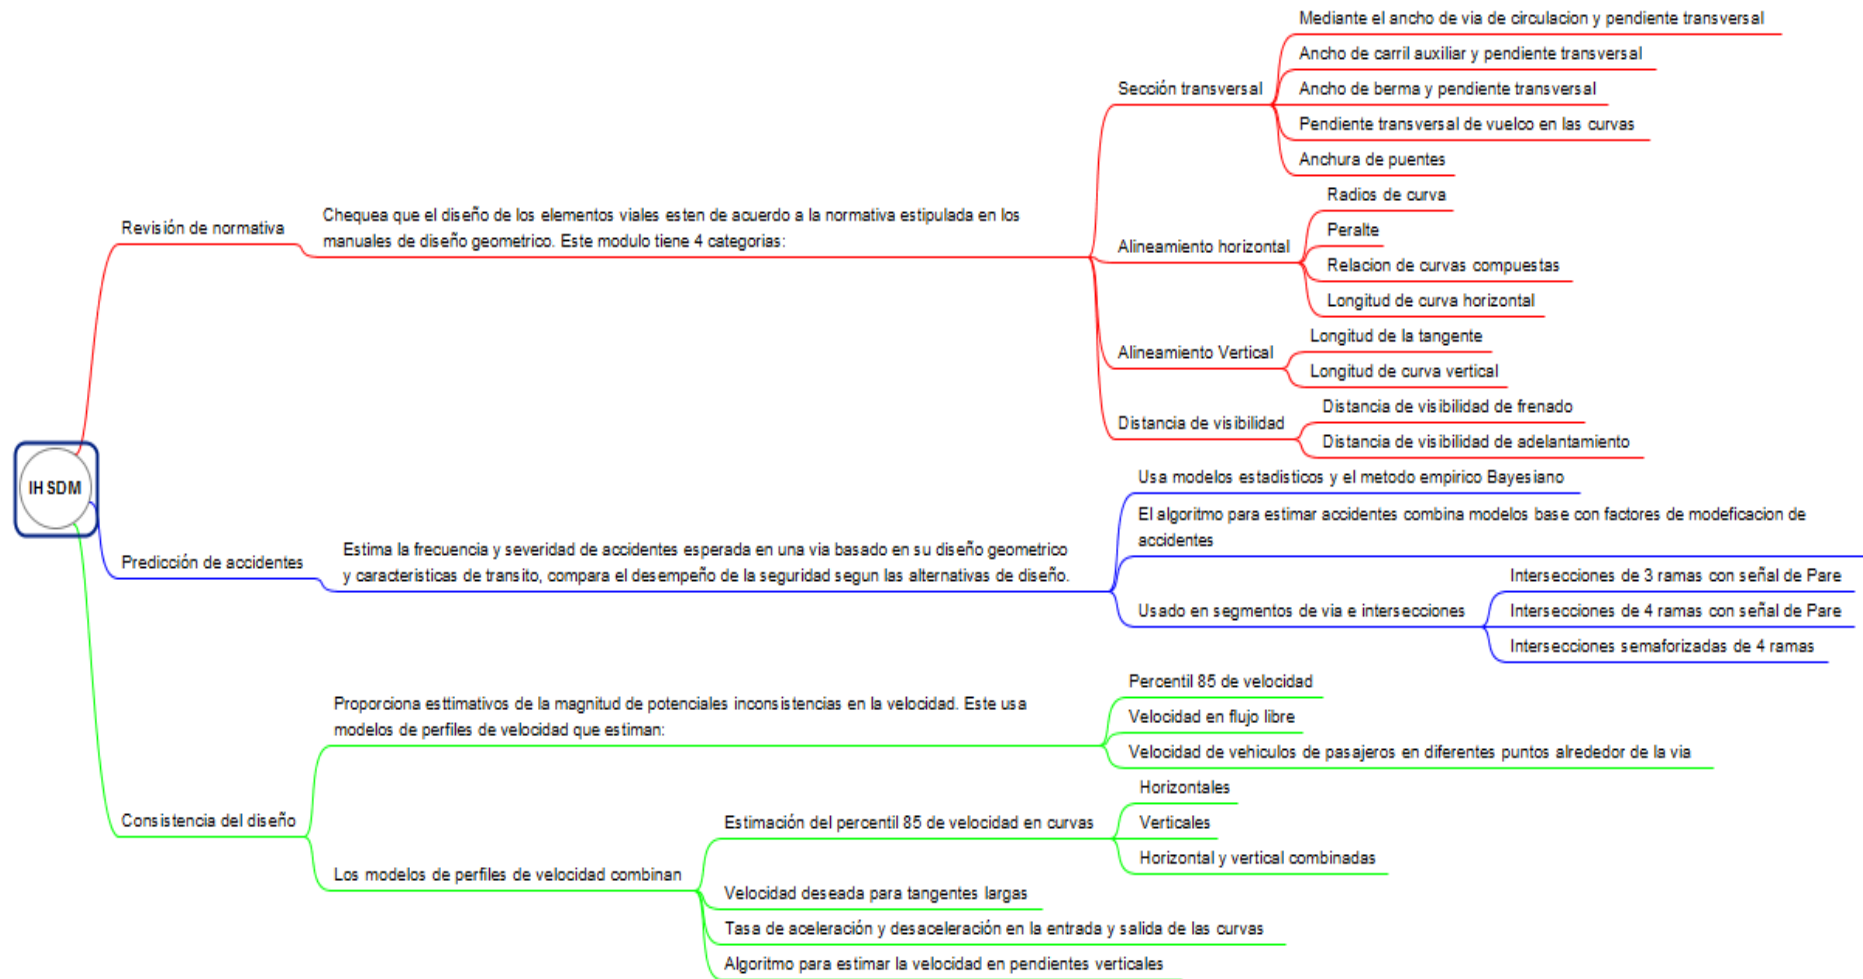 IHSDM
Revisión de normativa
Chequea que el diseño de los elementos viales esten de acuerdo a la normativa estipulada en los
manuales de diseño geometrico. Este modulo tiene 4 categorias:
Sección transversal
Mediante el ancho de via de circulacion y pendiente transversal
Ancho de carril auxiliar y pendiente transversal
Ancho de berma y pendiente transversal
Pendiente transversal de vuelco en las curvas
Anchura de puentes
Alineamiento horizontal
Radios de curva
Peralte
Relacion de curvas compuestas
Longitud de curva horizontal
Alineamiento Vertical
Longitud de la tangente
Longitud de curva vertical
Distancia de visibilidad
Distancia de visibilidad de frenado
Distancia de visibilidad de adelantamiento
Predicción de accidentes
Estima la frecuencia y severidad de accidentes esperada en una via basado en su diseño geometrico
y caracteristicas de transito, compara el desempeño de la seguridad segun las alternativas de diseño.
Usa modelos estadisticos y el metodo empirico Bayesiano
El algoritmo para estimar accidentes combina modelos base con factores de modeficacion de
accidentes
Usado en segmentos de via e intersecciones
Intersecciones de 3 ramas con señal de Pare
Intersecciones de 4 ramas con señal de Pare
Intersecciones semaforizadas de 4 ramas
Consistencia del diseño
Proporciona esttimativos de la magnitud de potenciales inconsistencias en la velocidad. Este usa
modelos de perfiles de velocidad que estiman:
Percentil 85 de velocidad
Velocidad en flujo libre
Velocidad de vehiculos de pasajeros en diferentes puntos alrededor de la via
Los modelos de perfiles de velocidad combinan
Estimación del percentil 85 de velocidad en curvas
Horizontales
Verticales
Horizontal y vertical combinadas
Velocidad deseada para tangentes largas
Tasa de aceleración y desaceleración en la entrada y salida de las curvas
Algoritmo para estimar la velocidad en pendientes verticales